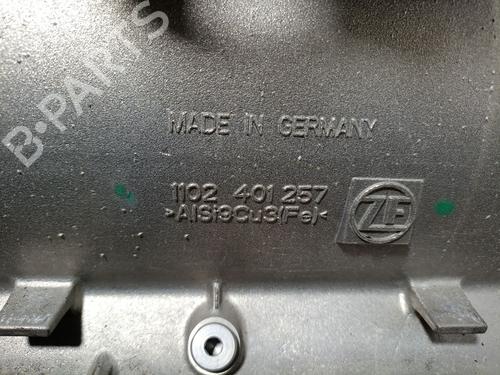 B·PARTS
MADE IN GERMANY
1102 401 257
>AlSi9Cu3(Fe)<
ZF